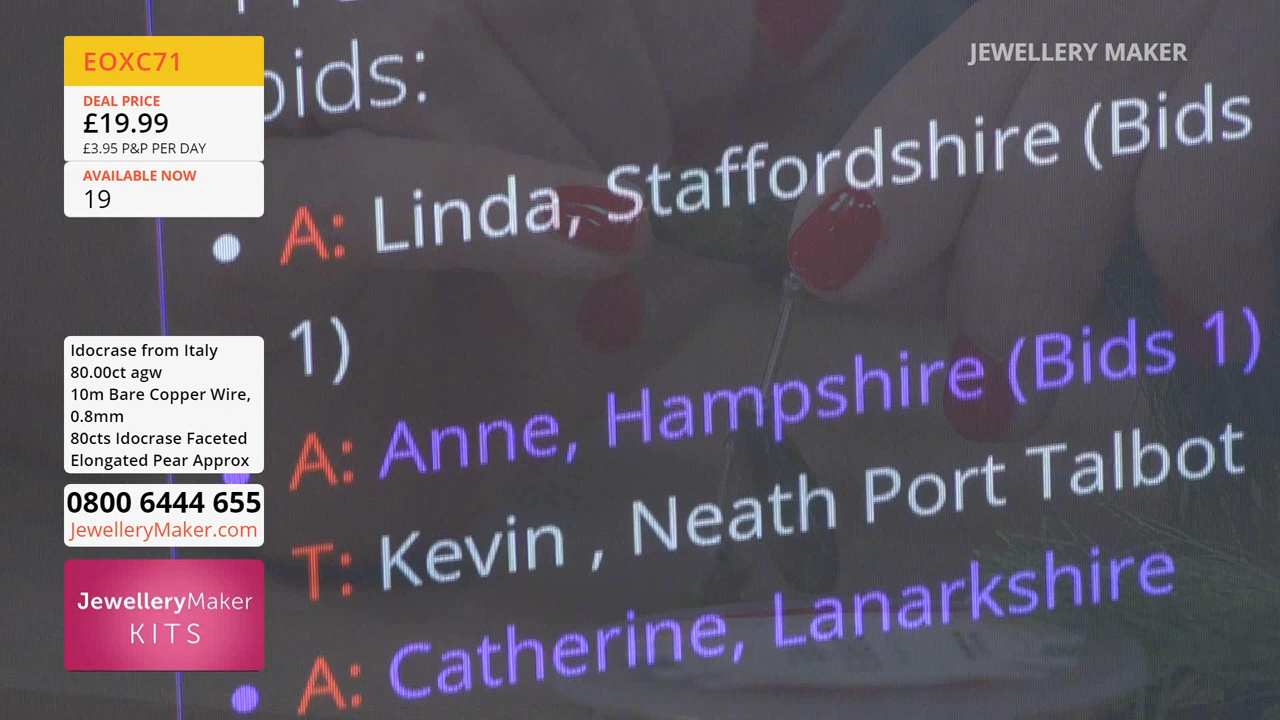 EOXC71
DEAL PRICE
£19.99
£3.95 P&P PER DAY
AVAILABLE NOW
19
Idocrase from Italy
80.00ct agw
10m Bare Copper Wire,
0.8mm
80cts Idocrase Faceted
Elongated Pear Approx
0800 6444 655
JewelleryMaker.com
JewelleryMaker
KITS
JEWELLERY MAKER
bids:
• A: Linda, Staffordshire (Bids
1)
A: Anne, Hampshire (Bids 1)
T: Kevin , Neath Port Talbot
• A: Catherine, Lanarkshire